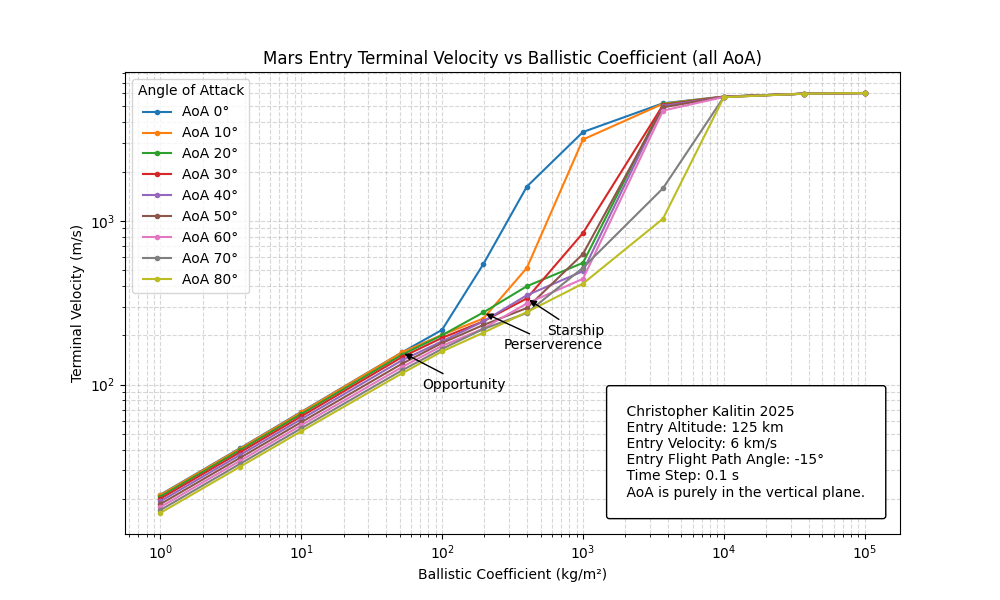 Mars Entry Terminal Velocity vs Ballistic Coefficient (all AoA)
Angle of Attack
AoA 0°
AoA 10°
AoA 20°
AoA 30°
AoA 40°
AoA 50°
AoA 60°
AoA 70°
AoA 80°
Terminal Velocity (m/s)
10³
10²
Starship
Perserverence
Opportunity
Christopher Kalitin 2025
Entry Altitude: 125 km
Entry Velocity: 6 km/s
Entry Flight Path Angle: -15°
Time Step: 0.1 s
AoA is purely in the vertical plane.
10⁰ 10¹ 10² 10³ 10⁴ 10⁵
Ballistic Coefficient (kg/m²)